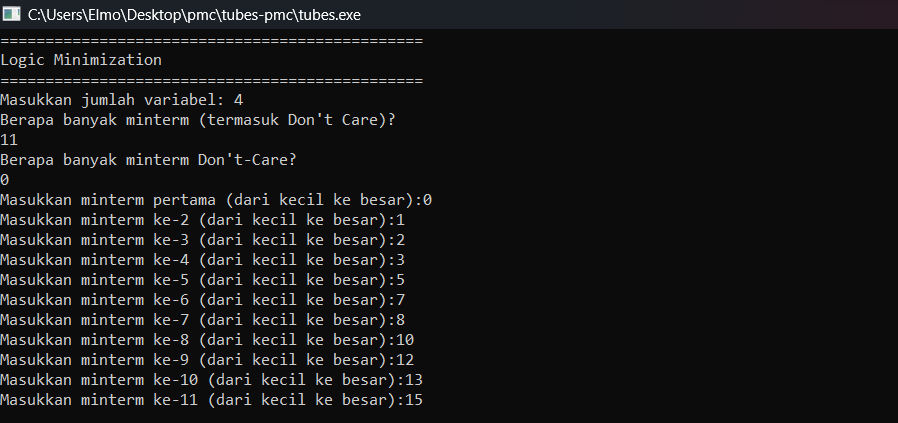 C:\Users\Elmo\Desktop\pmc\tubes-pmc\tubes.exe
===============================================
Logic Minimization
===============================================
Masukkan jumlah variabel: 4
Berapa banyak minterm (termasuk Don't Care)?
11
Berapa banyak minterm Don't-Care?
0
Masukkan minterm pertama (dari kecil ke besar):0
Masukkan minterm ke-2 (dari kecil ke besar):1
Masukkan minterm ke-3 (dari kecil ke besar):2
Masukkan minterm ke-4 (dari kecil ke besar):3
Masukkan minterm ke-5 (dari kecil ke besar):5
Masukkan minterm ke-6 (dari kecil ke besar):7
Masukkan minterm ke-7 (dari kecil ke besar):8
Masukkan minterm ke-8 (dari kecil ke besar):10
Masukkan minterm ke-9 (dari kecil ke besar):12
Masukkan minterm ke-10 (dari kecil ke besar):13
Masukkan minterm ke-11 (dari kecil ke besar):15